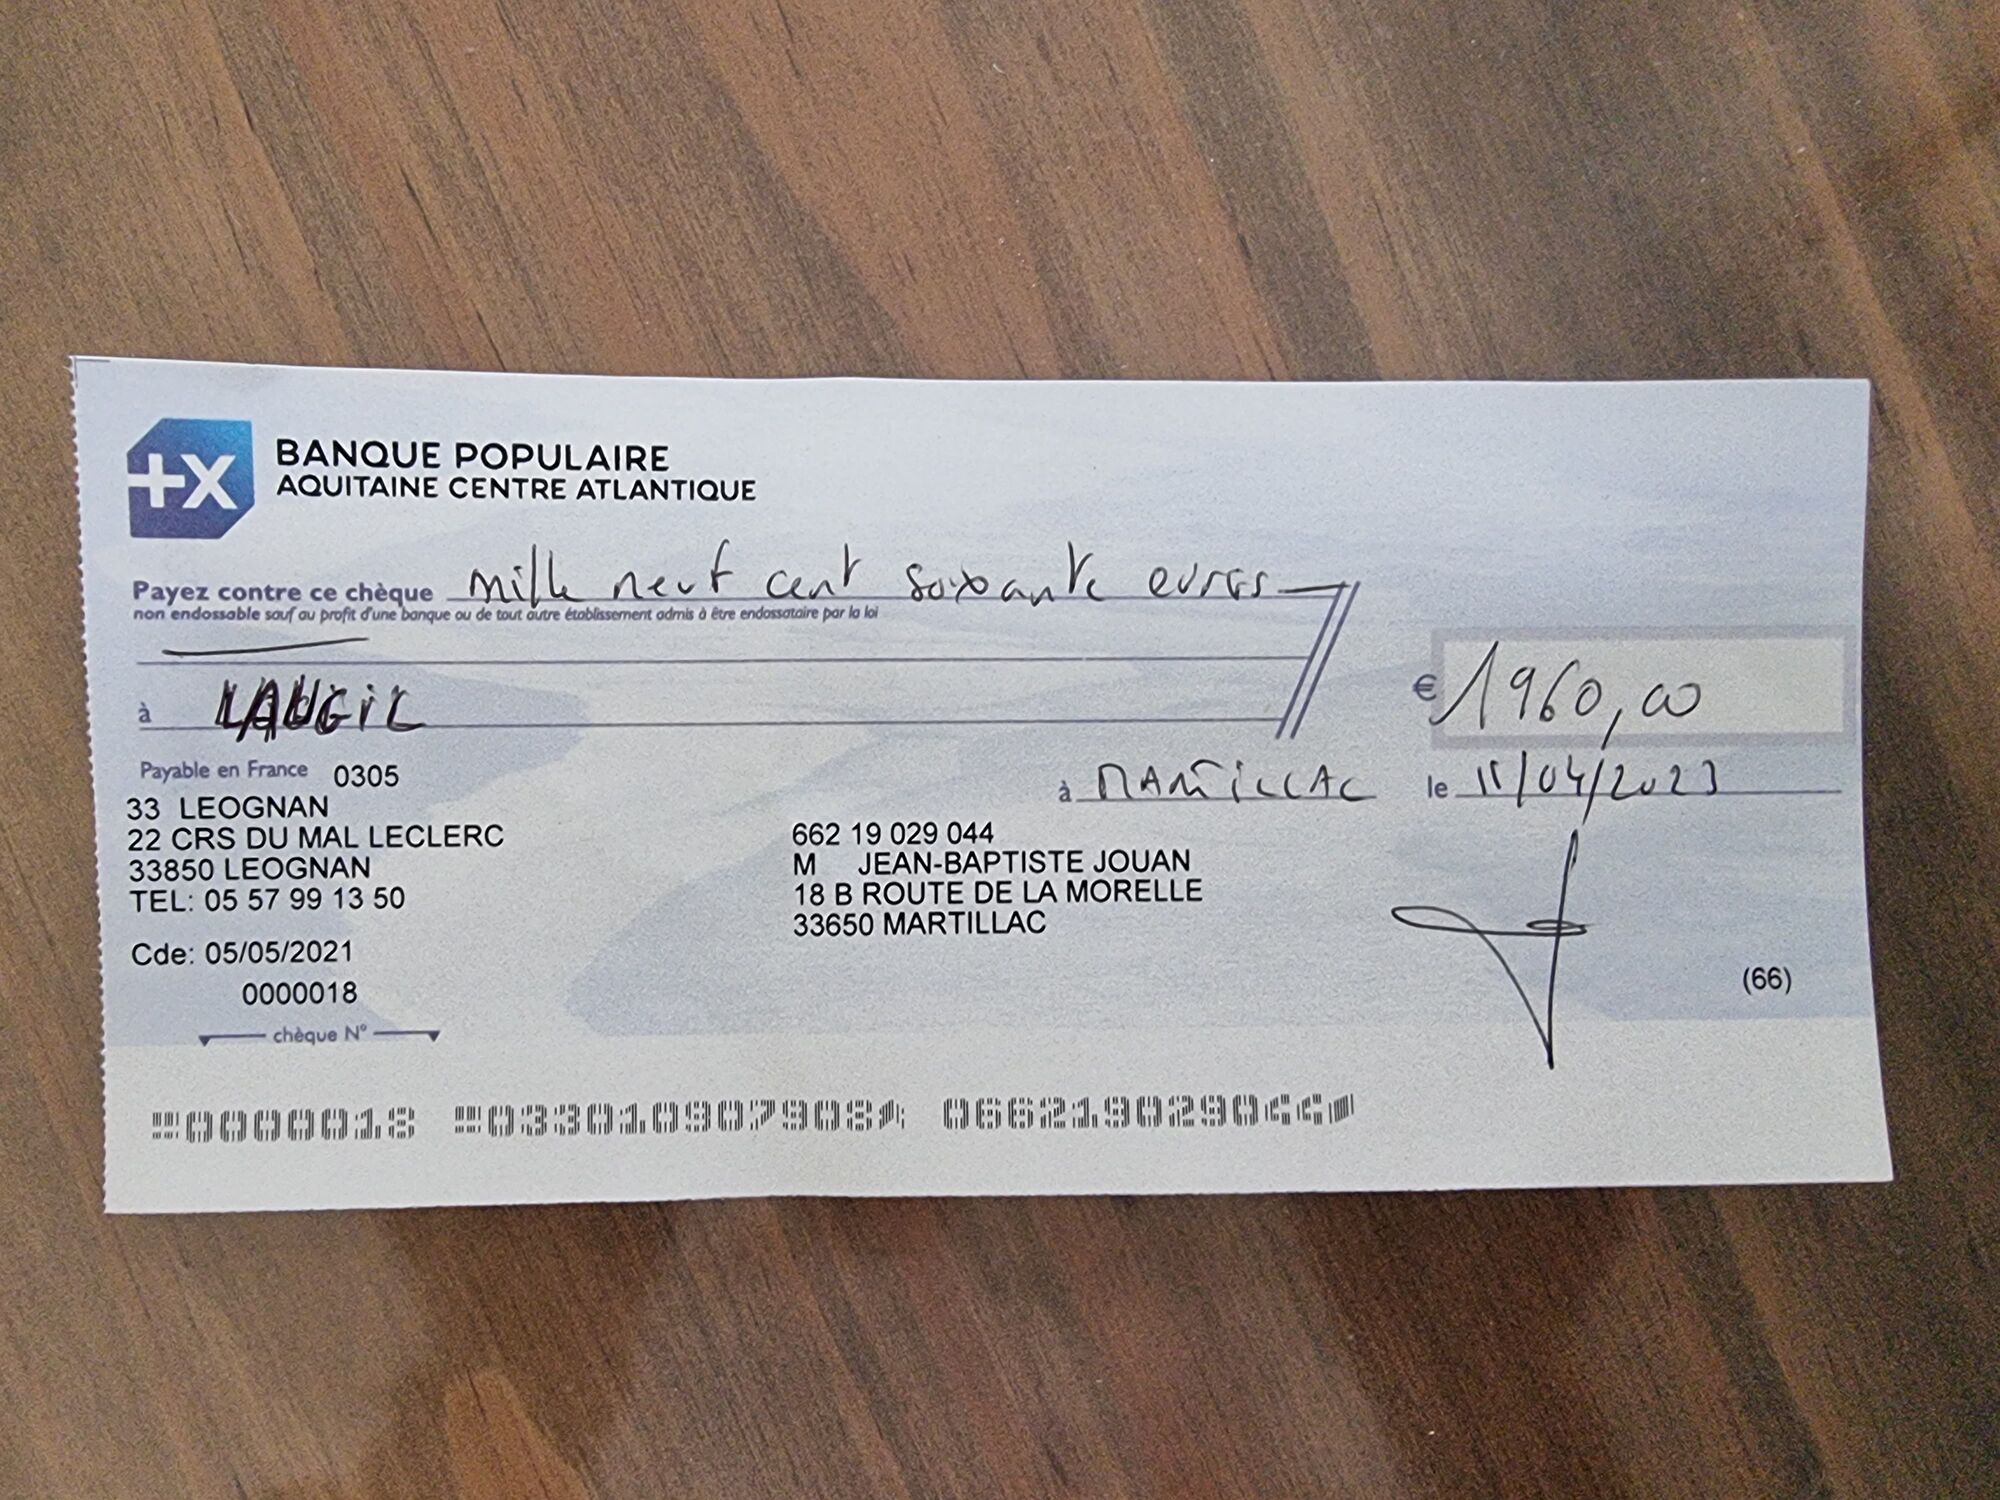 +X
BANQUE POPULAIRE
AQUITAINE CENTRE ATLANTIQUE
Payez contre ce chèque mille neuf cent soixante euros
non endossable sauf au profit d'une banque ou de tout autre établissement admis à être endossataire par la loi
€ 1960,00
à LAUGIL
Payable en France 0305
à MARTILLAC le 11/04/2023
33 LEOGNAN
22 CRS DU MAL LECLERC
33850 LEOGNAN
TEL: 05 57 99 13 50
662 19 029 044
M JEAN-BAPTISTE JOUAN
18 B ROUTE DE LA MORELLE
33650 MARTILLAC
Cde: 05/05/2021
0000018
chèque N°
(66)
0000018 033010907908 066219029044